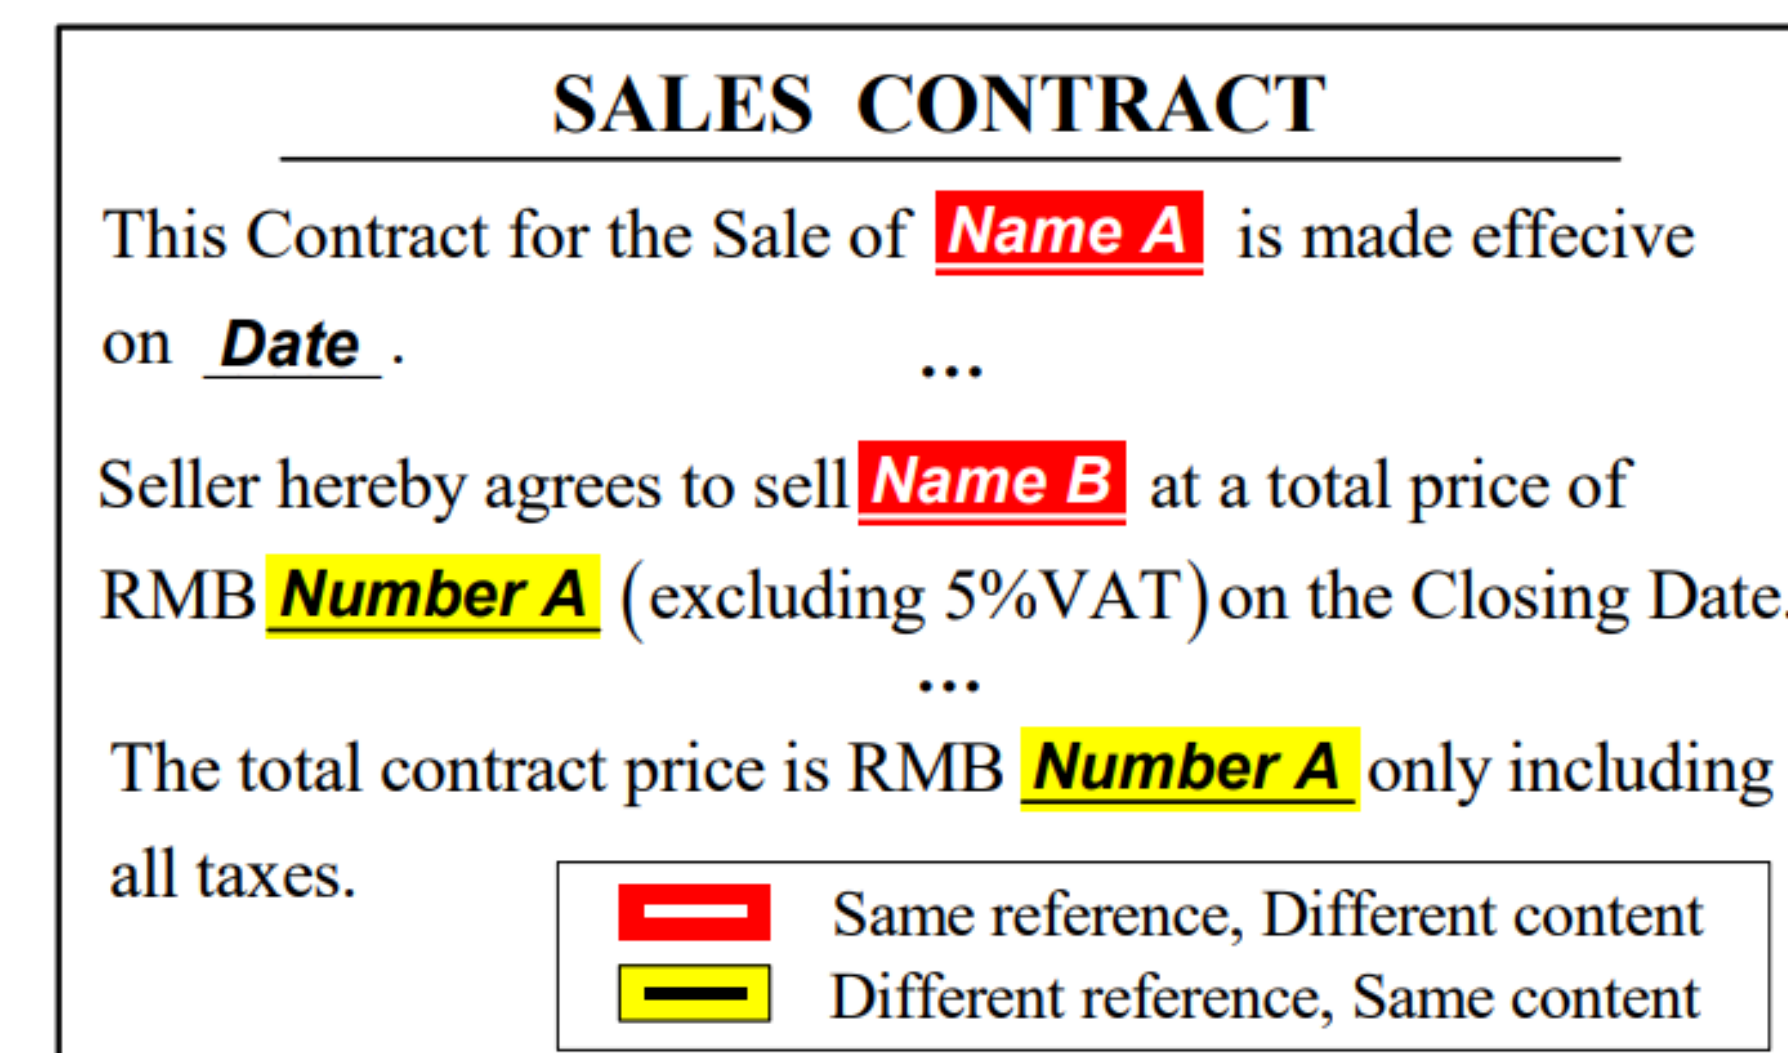 SALES CONTRACT
This Contract for the Sale of Name A is made effecive
on Date .
...
Seller hereby agrees to sell Name B at a total price of
RMB Number A (excluding 5%VAT) on the Closing Date.
...
The total contract price is RMB Number A only including
all taxes.
Same reference, Different content
Different reference, Same content